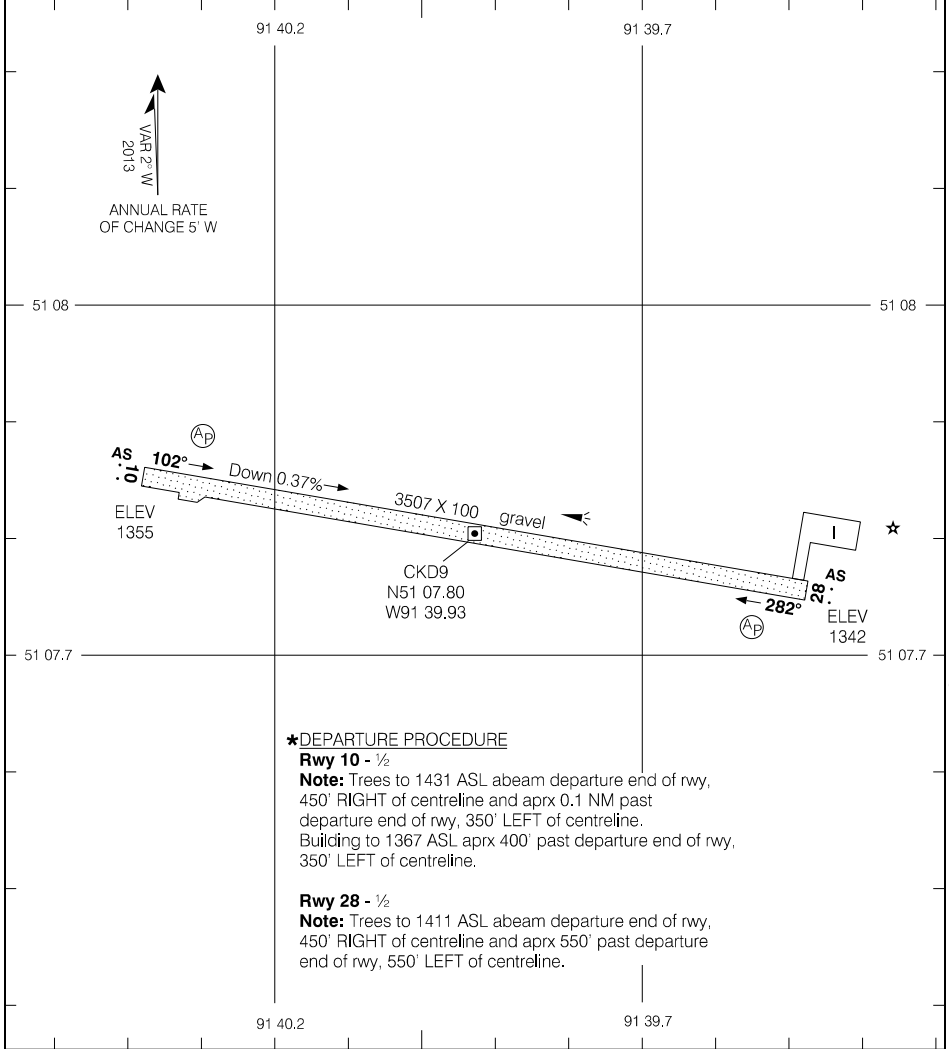 91 40.2
91 39.7
VAR 2° W
2013
ANNUAL RATE
OF CHANGE 5' W
51 08
51 08
AP
AS
102°
10
Down 0.37%
3507 X 100 gravel
ELEV
1355
I
CKD9
N51 07.80
W91 39.93
AS
28
282°
ELEV
1342
AP
51 07.7
51 07.7
*DEPARTURE PROCEDURE
Rwy 10 - ½
Note: Trees to 1431 ASL abeam departure end of rwy,
450' RIGHT of centreline and aprx 0.1 NM past
departure end of rwy, 350' LEFT of centreline.
Building to 1367 ASL aprx 400' past departure end of rwy,
350' LEFT of centreline.
Rwy 28 - ½
Note: Trees to 1411 ASL abeam departure end of rwy,
450' RIGHT of centreline and aprx 550' past departure
end of rwy, 550' LEFT of centreline.
91 40.2
91 39.7